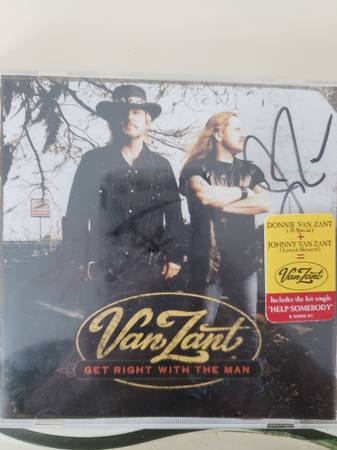 DONNIE VAN ZANT
(38 Special)
+
JOHNNY VAN ZANT
(Lynyrd Skynyrd)
=
Van Zant
Includes the hit single
"HELP SOMEBODY"
Van Zant
GET RIGHT WITH THE MAN